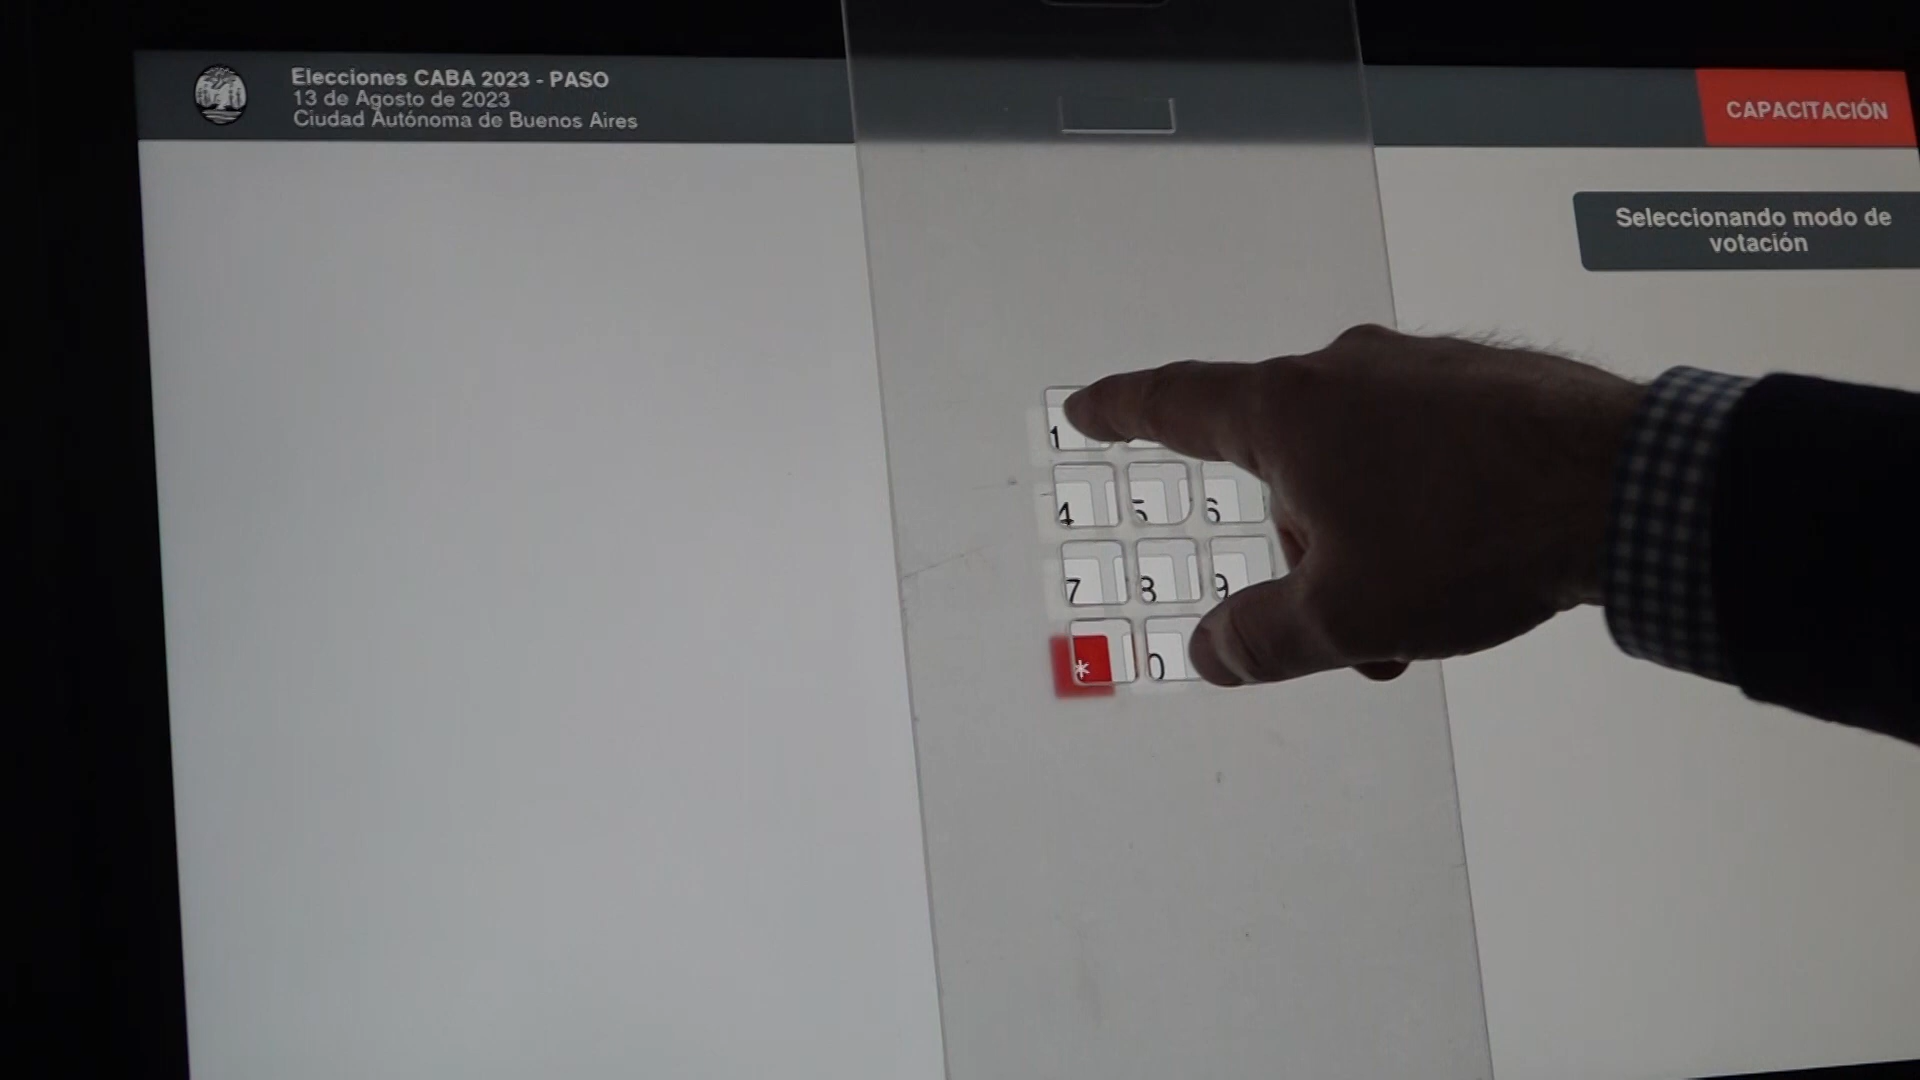 Elecciones CABA 2023 - PASO
13 de Agosto de 2023
Ciudad Autónoma de Buenos Aires
CAPACITACIÓN
Seleccionando modo de
votación
1
4 5 6
7 8 9
* 0